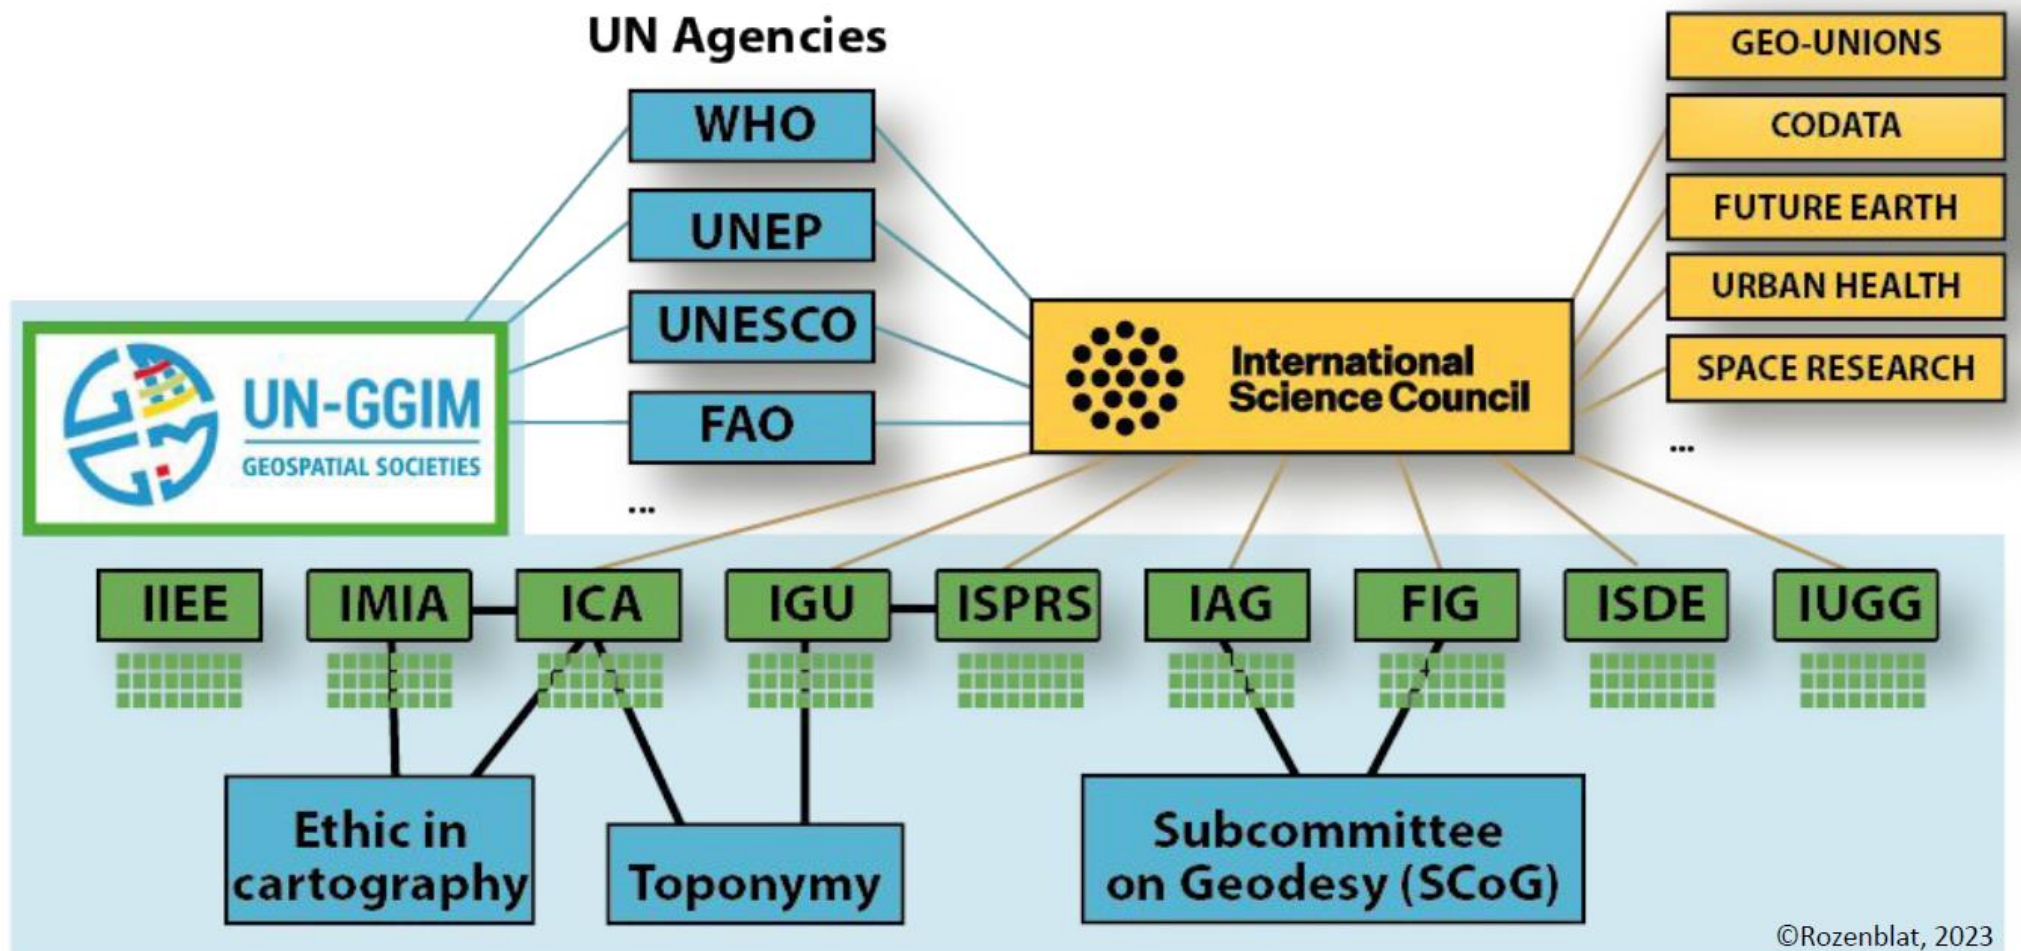 UN Agencies
WHO
UNEP
UNESCO
FAO
...
GEO-UNIONS
CODATA
FUTURE EARTH
URBAN HEALTH
SPACE RESEARCH
...
UN-GGIM
GEOSPATIAL SOCIETIES
International
Science Council
IIEE
IMIA
ICA
IGU
ISPRS
IAG
FIG
ISDE
IUGG
Ethic in
cartography
Toponymy
Subcommittee
on Geodesy (SCoG)
©Rozenblat, 2023